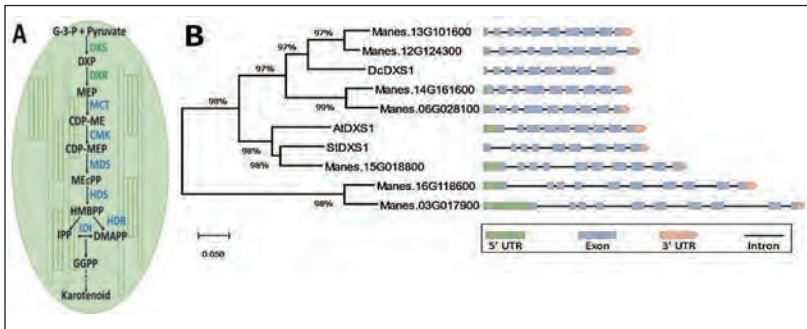 A
G-3-P + Pyruvate
DXS
DXP
DXR
MEP
MCT
CDP-ME
CMK
CDP-MEP
MDS
MEcPP
HDS
HMBPP
HDR
IPP
IDI
DMAPP
GGPP
Karotenoid
B
97%
97%
98%
99%
98%
98%
98%
Manes.13G101600
Manes.12G124300
DcDXS1
Manes.14G161600
Manes.06G028100
AtDXS1
StDXS1
Manes.15G018800
Manes.16G118600
Manes.03G017900
0.050
5' UTR Exon 3' UTR Intron